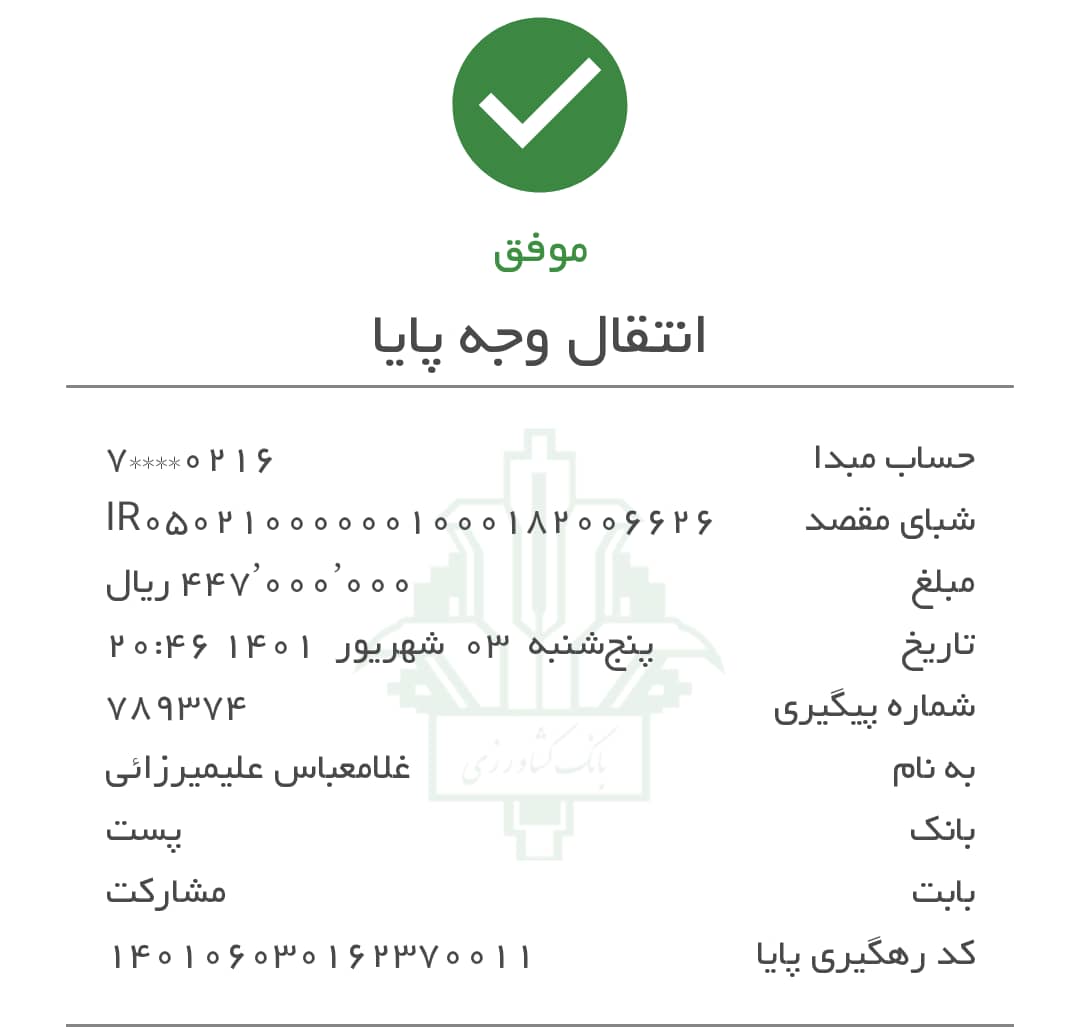 موفق
انتقال وجه پایا
حساب مبدا ۷****۰۲۱۶
شبای مقصد IR۰۵۰۲۱۰۰۰۰۰۰۱۰۰۰۱۸۲۰۰۶۶۲۶
مبلغ ۴۴۷٬۰۰۰٬۰۰۰ ریال
تاریخ پنج‌شنبه ۰۳ شهریور ۱۴۰۱ ۲۰:۴۶
شماره پیگیری ۷۸۹۳۷۴
به نام غلامعباس علیمیرزائی
بانک کشاورزی
بانک پست
بابت مشارکت
کد رهگیری پایا ۱۴۰۱۰۶۰۳۰۱۶۲۳۷۰۰۱۱